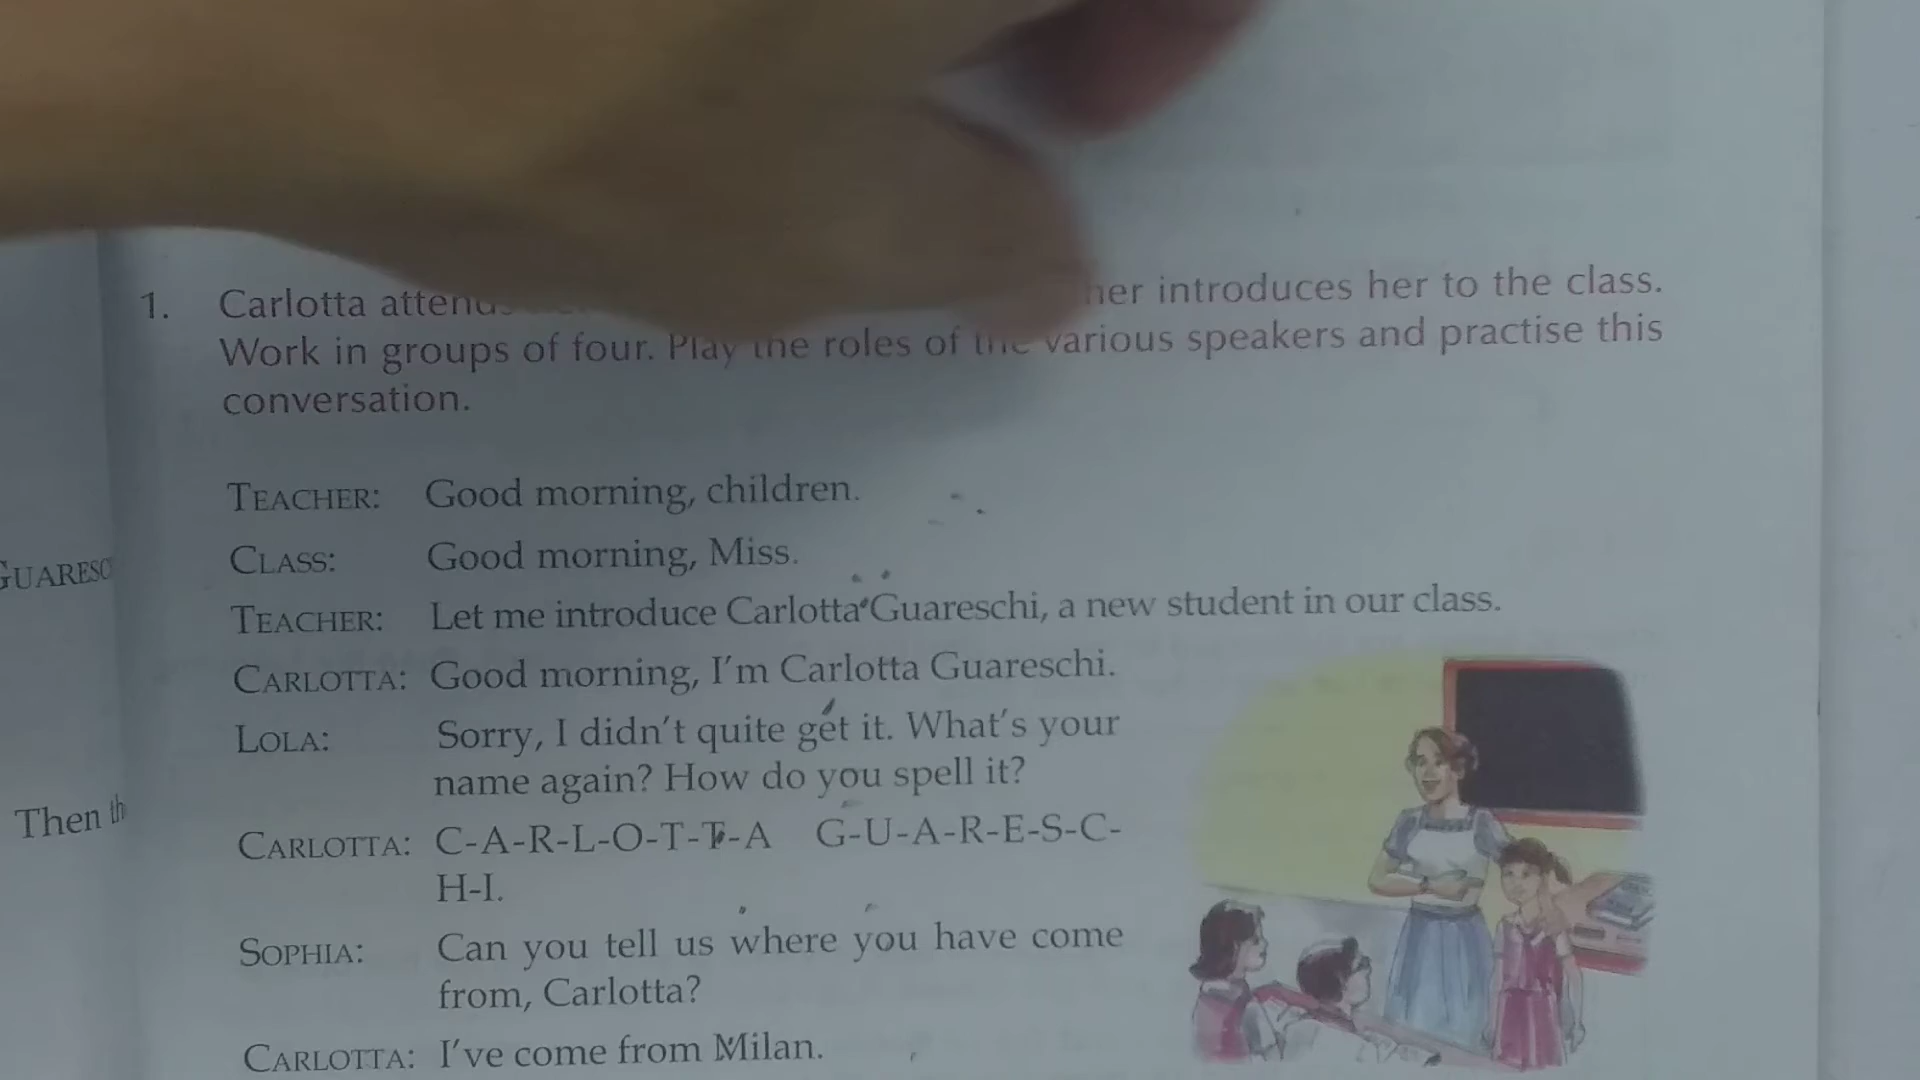 1. Carlotta introduces her to the class.
Work in groups of four. Play the roles of the various speakers and practise this
conversation.
TEACHER: Good morning, children.
CLASS: Good morning, Miss.
TEACHER: Let me introduce Carlotta Guareschi, a new student in our class.
CARLOTTA: Good morning, I'm Carlotta Guareschi.
LOLA: Sorry, I didn't quite get it. What's your
name again? How do you spell it?
CARLOTTA: C-A-R-L-O-T-T-A G-U-A-R-E-S-C-
H-I.
SOPHIA: Can you tell us where you have come
from, Carlotta?
CARLOTTA: I've come from Milan.
Then